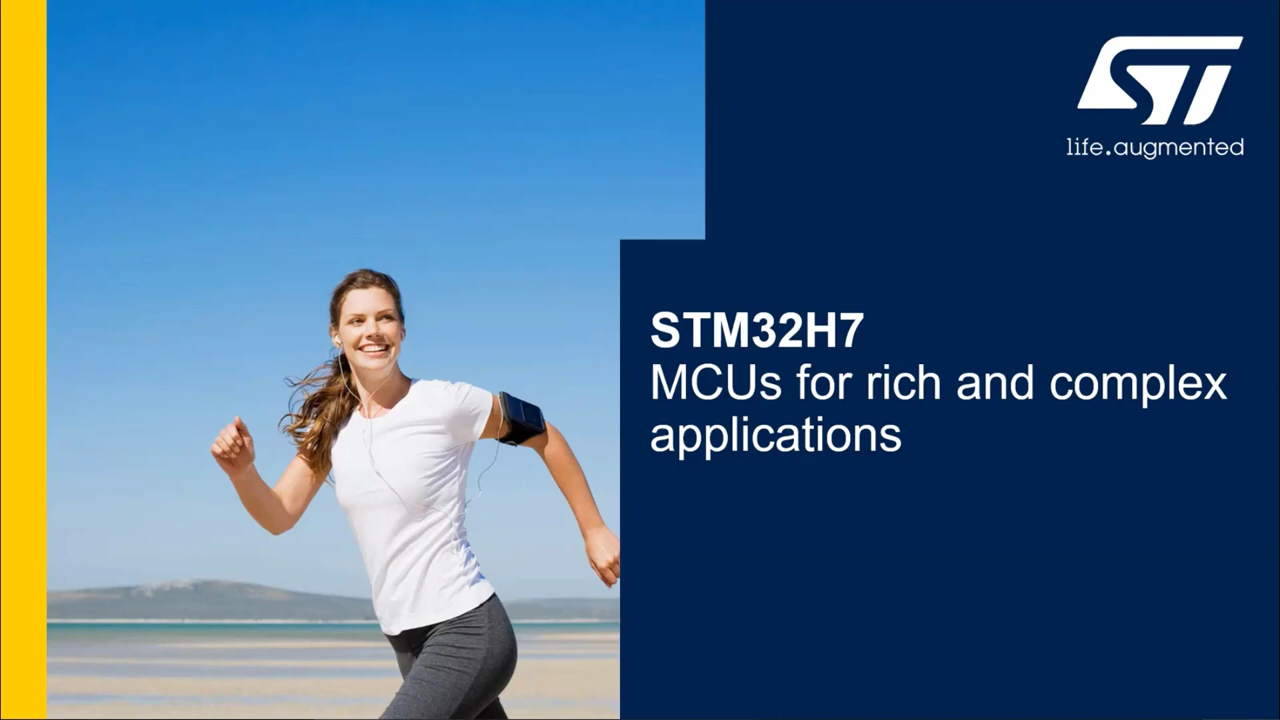 ST
life.augmented
STM32H7
MCUs for rich and complex
applications